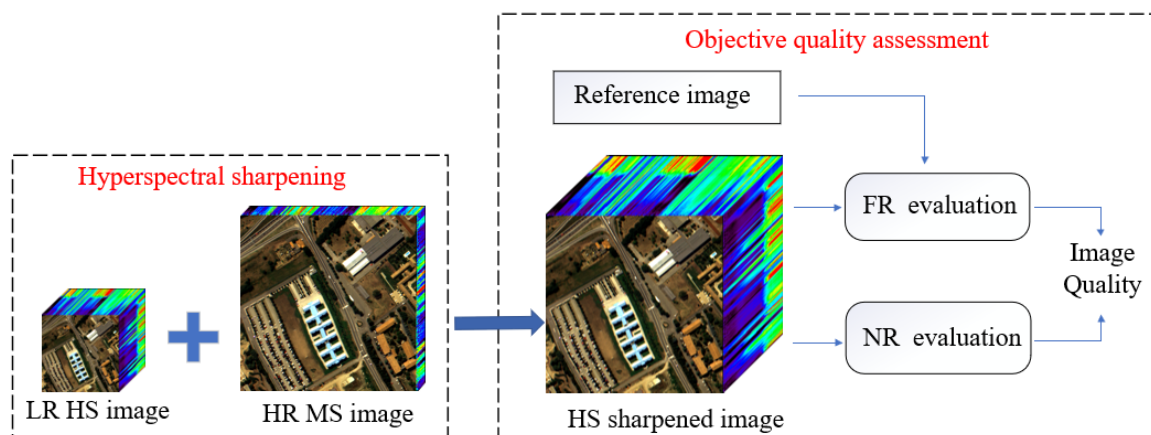 Objective quality assessment
Reference image
Hyperspectral sharpening
FR evaluation
Image
Quality
NR evaluation
LR HS image
HR MS image
HS sharpened image